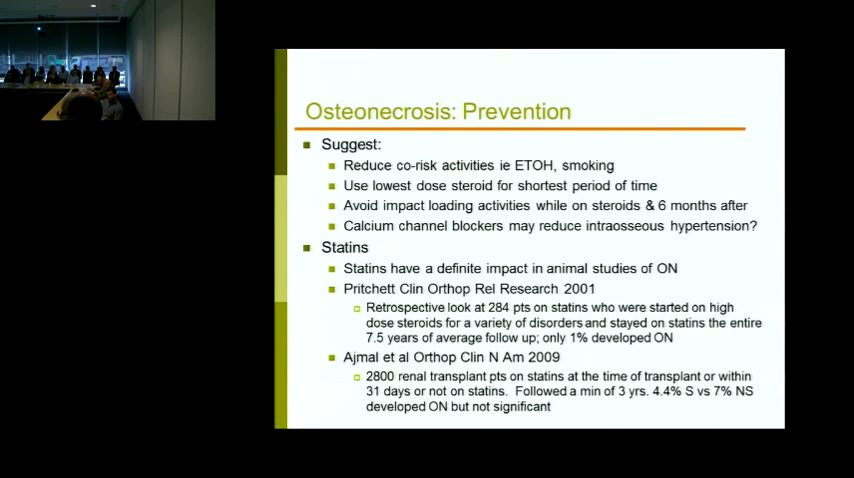 Osteonecrosis: Prevention
Suggest:
Reduce co-risk activities ie ETOH, smoking
Use lowest dose steroid for shortest period of time
Avoid impact loading activities while on steroids & 6 months after
Calcium channel blockers may reduce intraosseous hypertension?
Statins
Statins have a definite impact in animal studies of ON
Pritchett Clin Orthop Rel Research 2001
Retrospective look at 284 pts on statins who were started on high
dose steroids for a variety of disorders and stayed on statins the entire
7.5 years of average follow up; only 1% developed ON
Ajmal et al Orthop Clin N Am 2009
2800 renal transplant pts on statins at the time of transplant or within
31 days or not on statins. Followed a min of 3 yrs. 4.4% S vs 7% NS
developed ON but not significant